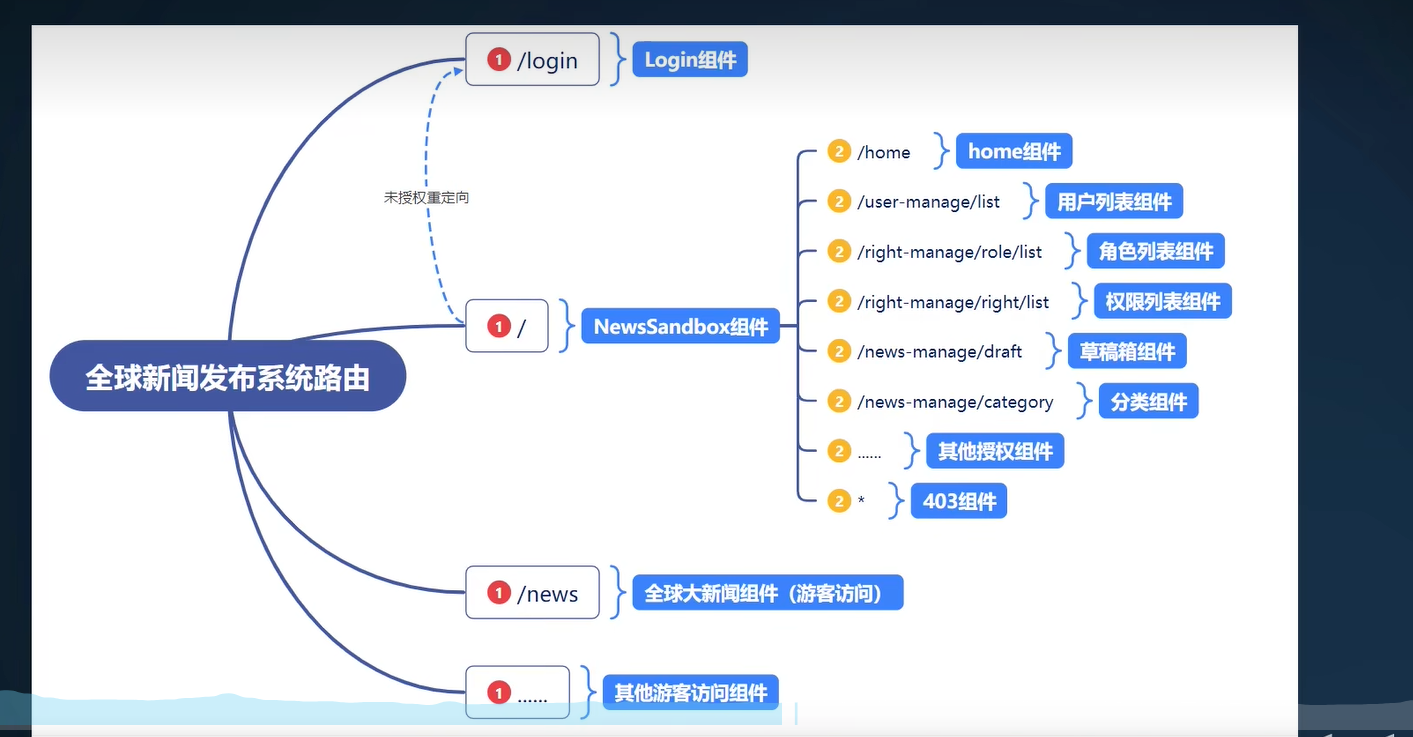 1 /login Login组件
未授权重定向
全球新闻发布系统路由
1 / NewsSandbox组件
2 /home home组件
2 /user-manage/list 用户列表组件
2 /right-manage/role/list 角色列表组件
2 /right-manage/right/list 权限列表组件
2 /news-manage/draft 草稿箱组件
2 /news-manage/category 分类组件
2 ...... 其他授权组件
2 * 403组件
1 /news 全球大新闻组件（游客访问）
1 ...... 其他游客访问组件